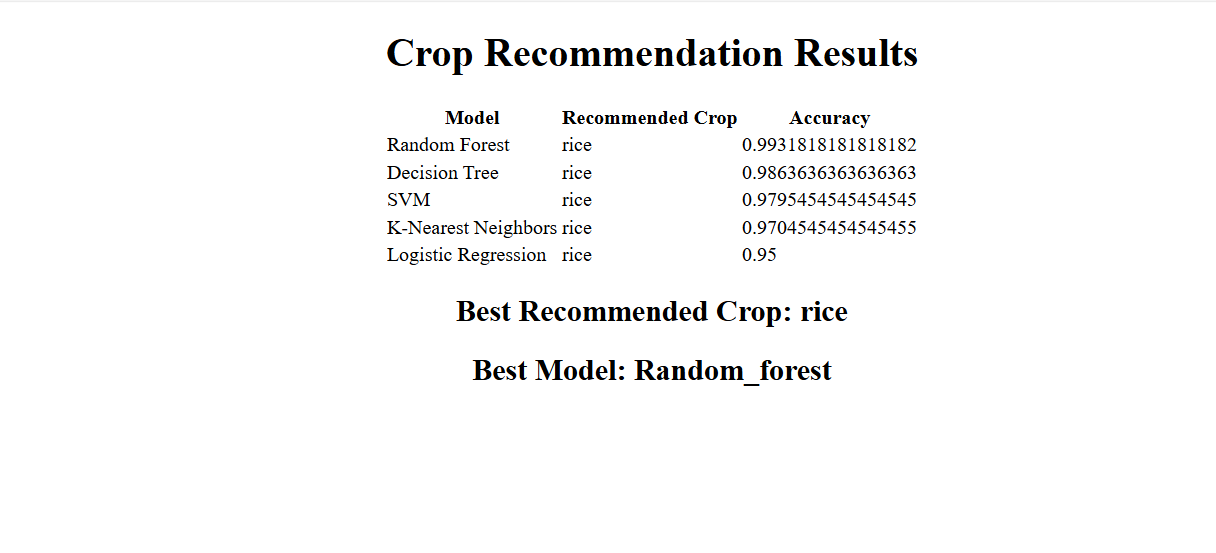 Crop Recommendation Results
Model Recommended Crop Accuracy
Random Forest rice 0.9931818181818182
Decision Tree rice 0.9863636363636363
SVM rice 0.9795454545454545
K-Nearest Neighbors rice 0.9704545454545455
Logistic Regression rice 0.95
Best Recommended Crop: rice
Best Model: Random_forest